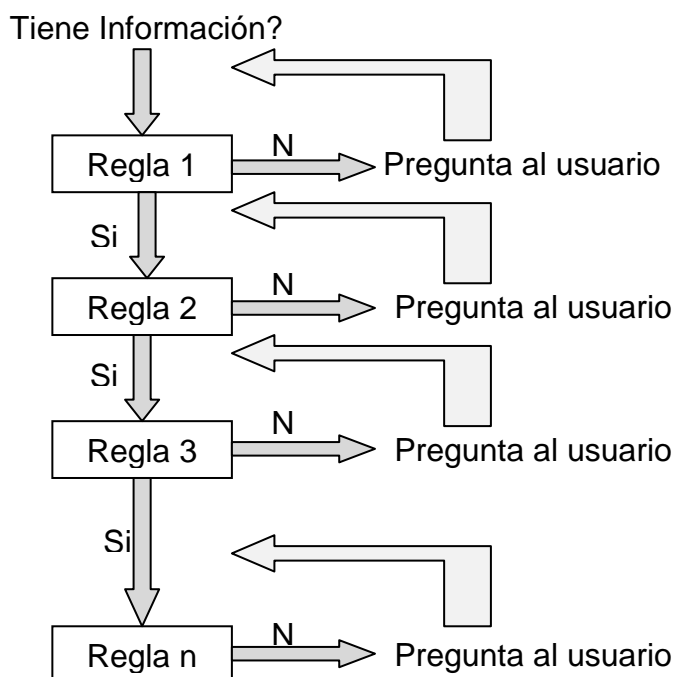 Tiene Información?
N
Regla 1
Pregunta al usuario
Si
N
Regla 2
Pregunta al usuario
Si
N
Regla 3
Pregunta al usuario
Si
N
Regla n
Pregunta al usuario